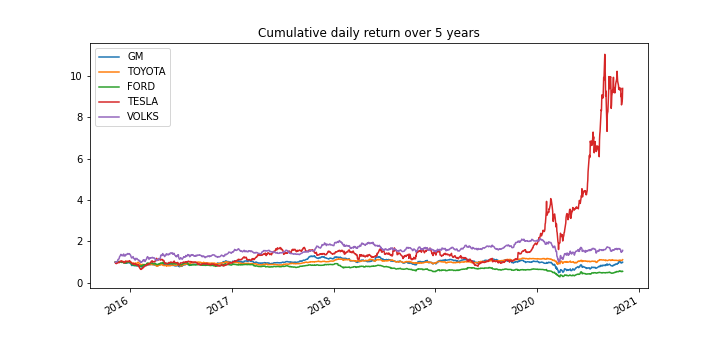 Cumulative daily return over 5 years
GM
TOYOTA
FORD
TESLA
VOLKS
10
8
6
4
2
0
2016
2017
2018
2019
2020
2021